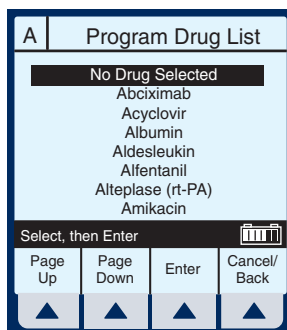 A Program Drug List
No Drug Selected
Abciximab
Acyclovir
Albumin
Aldesleukin
Alfentanil
Alteplase (rt-PA)
Amikacin
Select, then Enter
Page Up
Page Down
Enter
Cancel/ Back